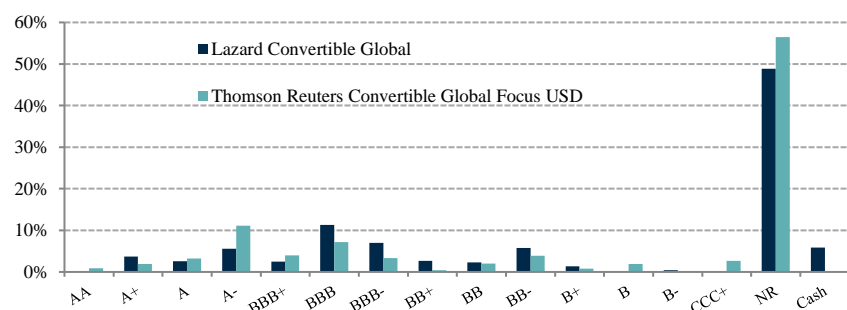 60%
Lazard Convertible Global
50%
Thomson Reuters Convertible Global Focus USD
40%
30%
20%
10%
0%
AA A+ A A- BBB+ BBB BBB- BB+ BB BB- B+ B B- CCC+ NR Cash